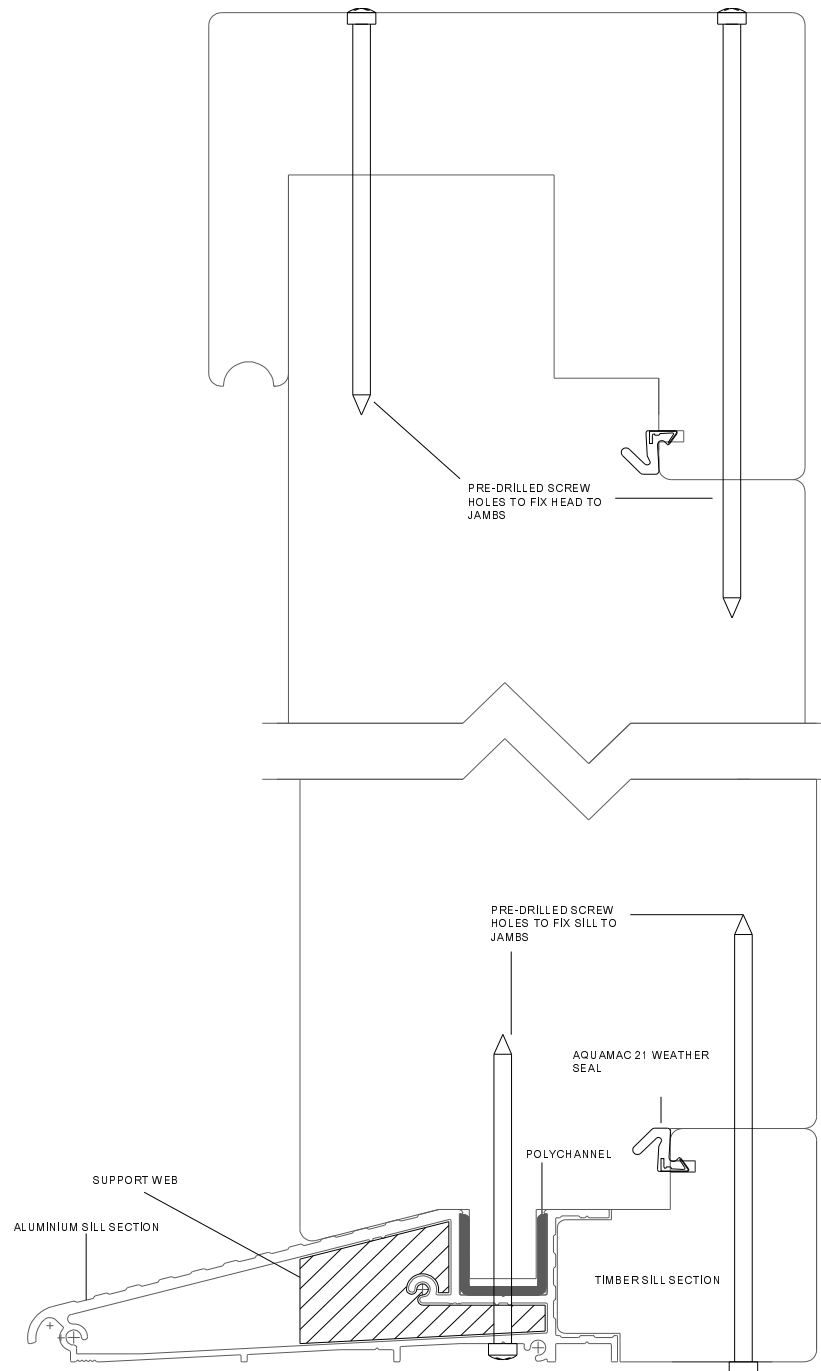 PRE-DRILLED SCREW
HOLES TO FIX HEAD TO
JAMBS
PRE-DRILLED SCREW
HOLES TO FIX SILL TO
JAMBS
AQUAMAC 21 WEATHER
SEAL
POLYCHANNEL
SUPPORT WEB
ALUMINIUM SILL SECTION
TIMBER SILL SECTION